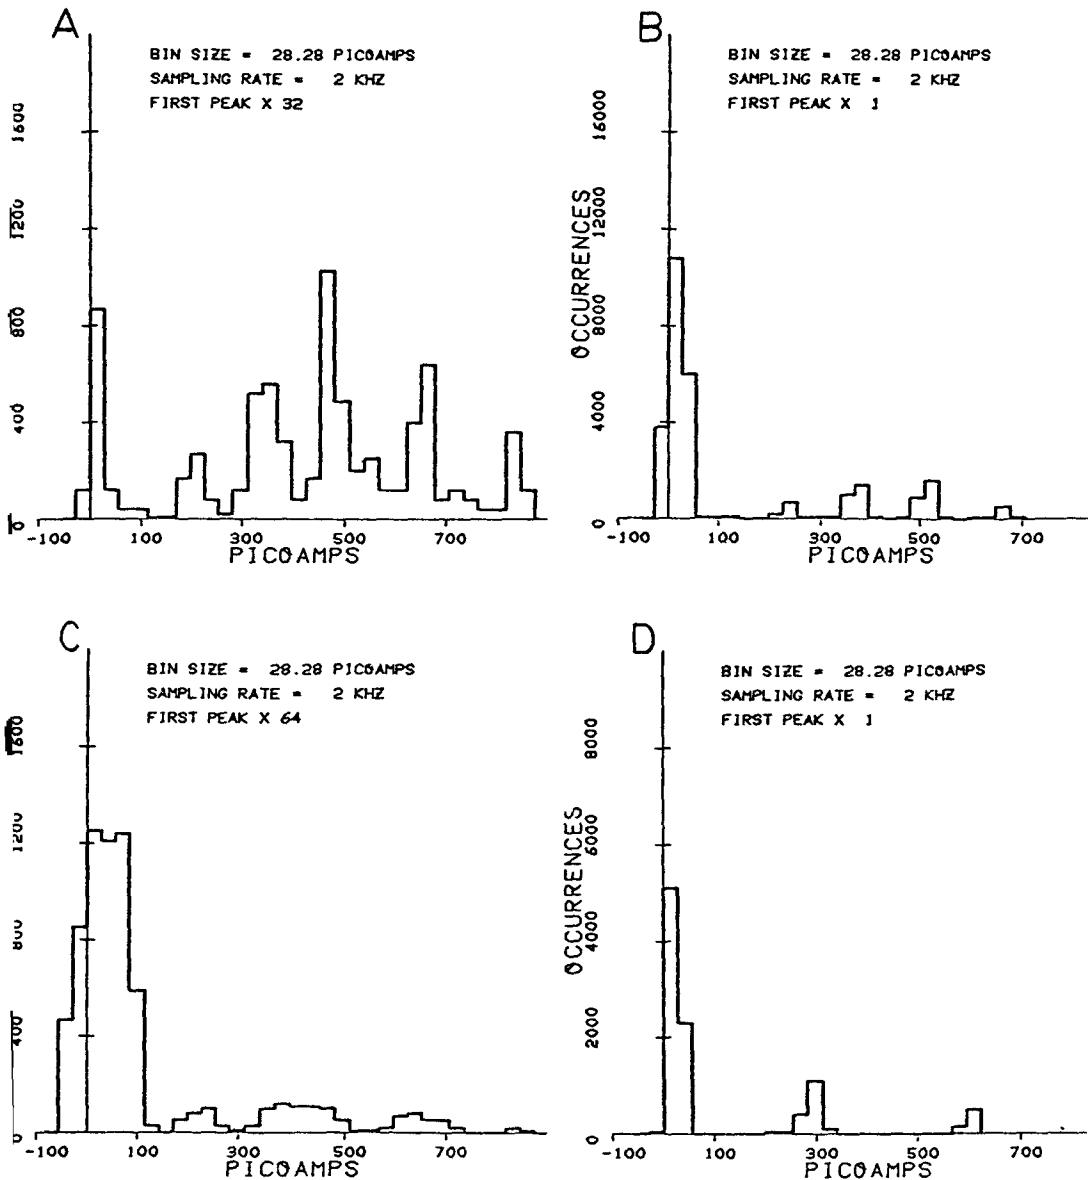 A
BIN SIZE = 28.28 PICOAMPS
SAMPLING RATE = 2 KHZ
FIRST PEAK X 32
1600
1200
800
400
0
-100 100 300 500 700
PICOAMPS
B
BIN SIZE = 28.28 PICOAMPS
SAMPLING RATE = 2 KHZ
FIRST PEAK X 1
OCCURRENCES
16000
12000
8000
4000
0
-100 100 300 500 700
PICOAMPS
C
BIN SIZE = 28.28 PICOAMPS
SAMPLING RATE = 2 KHZ
FIRST PEAK X 64
1600
1200
800
400
0
-100 100 300 500 700
PICOAMPS
D
BIN SIZE = 28.28 PICOAMPS
SAMPLING RATE = 2 KHZ
FIRST PEAK X 1
OCCURRENCES
8000
6000
4000
2000
0
-100 100 300 500 700
PICOAMPS